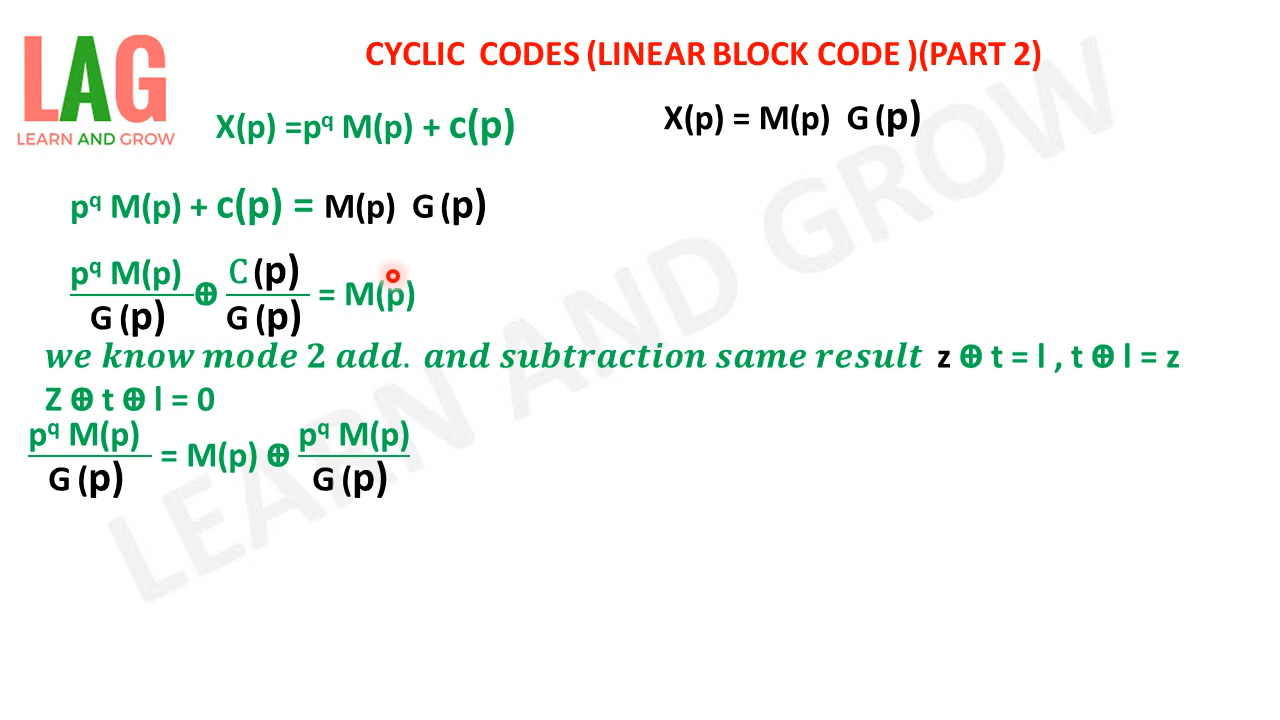 LAG
LEARN AND GROW
CYCLIC CODES (LINEAR BLOCK CODE )(PART 2)
X(p) =p^q M(p) + c(p)
X(p) = M(p) G (p)
p^q M(p) + c(p) = M(p) G (p)
p^q M(p) / G (p) ⊕ C (p) / G (p) = M(p)
we know mode 2 add. and subtraction same result z ⊕ t = l , t ⊕ l = z
Z ⊕ t ⊕ l = 0
p^q M(p) / G (p) = M(p) ⊕ p^q M(p) / G (p)
LEARN AND GROW